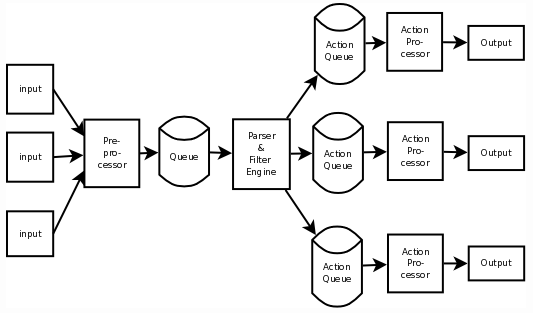 input
input
input
Pre-
pro-
cessor
Queue
Parser
&
Filter
Engine
Action
Queue
Action
Pro-
cessor
Output
Action
Queue
Action
Pro-
cessor
Output
Action
Queue
Action
Pro-
cessor
Output